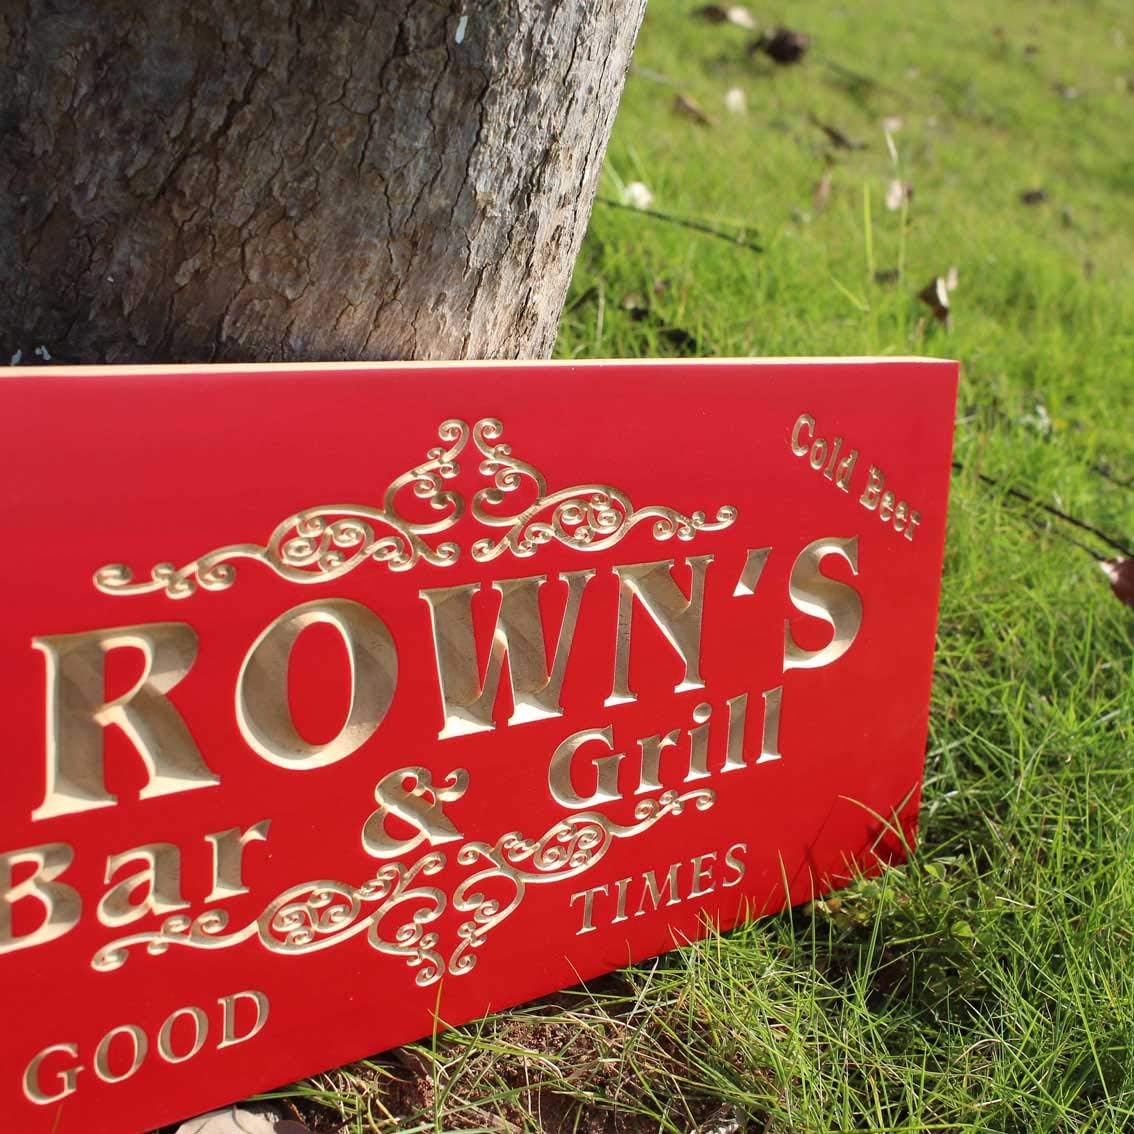 Cold Beer
ROWN'S
Bar & Grill
GOOD TIMES